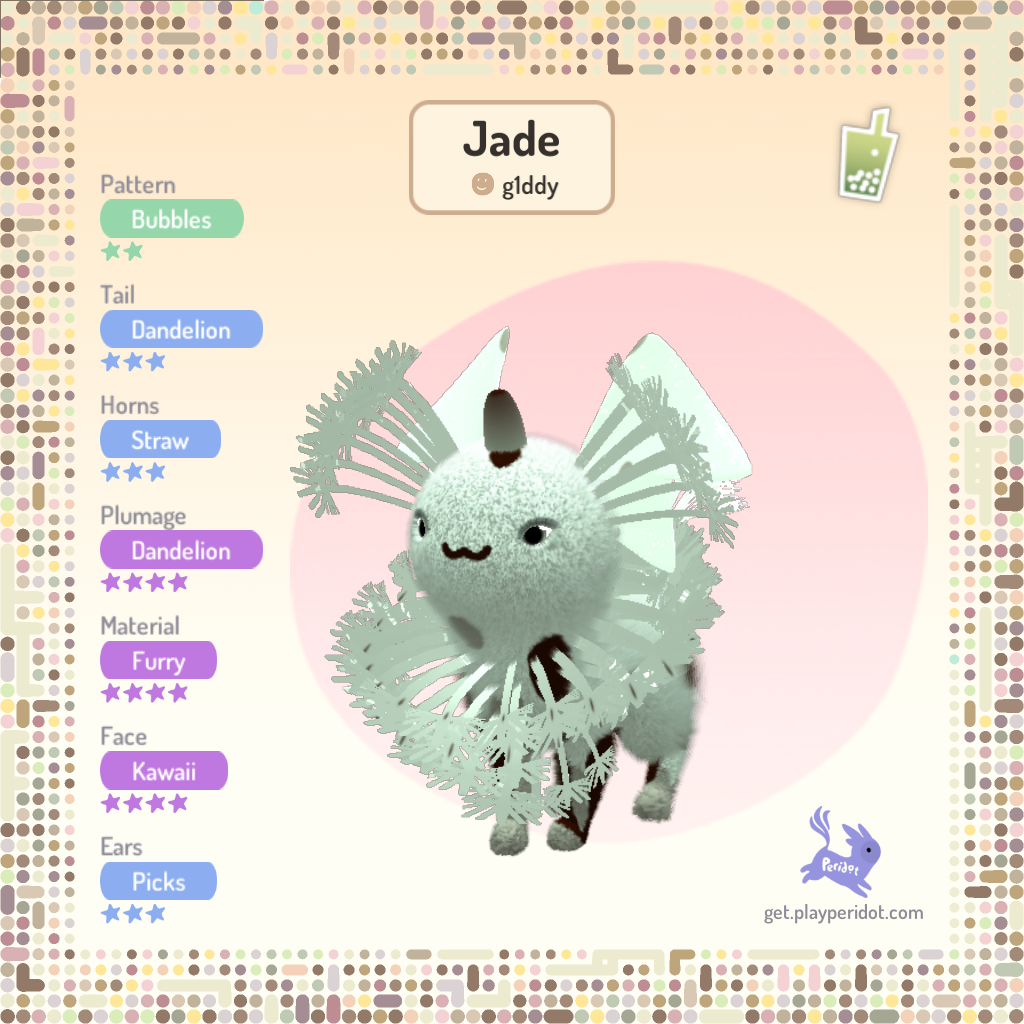 Jade
g1ddy
Pattern
Bubbles
Tail
Dandelion
Horns
Straw
Plumage
Dandelion
Material
Furry
Face
Kawaii
Ears
Picks
Peridot
get.playperidot.com